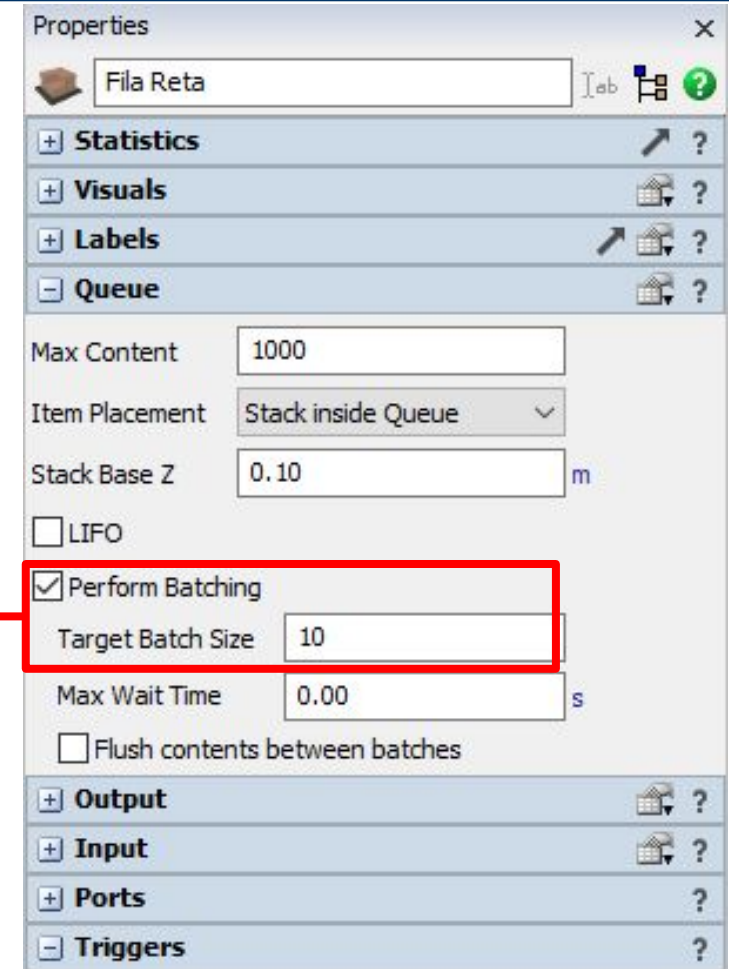 Properties
Fila Reta
Statistics
?
Visuals
?
Labels
?
Queue
?
Max Content 1000
Item Placement Stack inside Queue
Stack Base Z 0.10 m
LIFO
Perform Batching
Target Batch Size 10
Max Wait Time 0.00 s
Flush contents between batches
Output
?
Input
?
Ports
?
Triggers
?